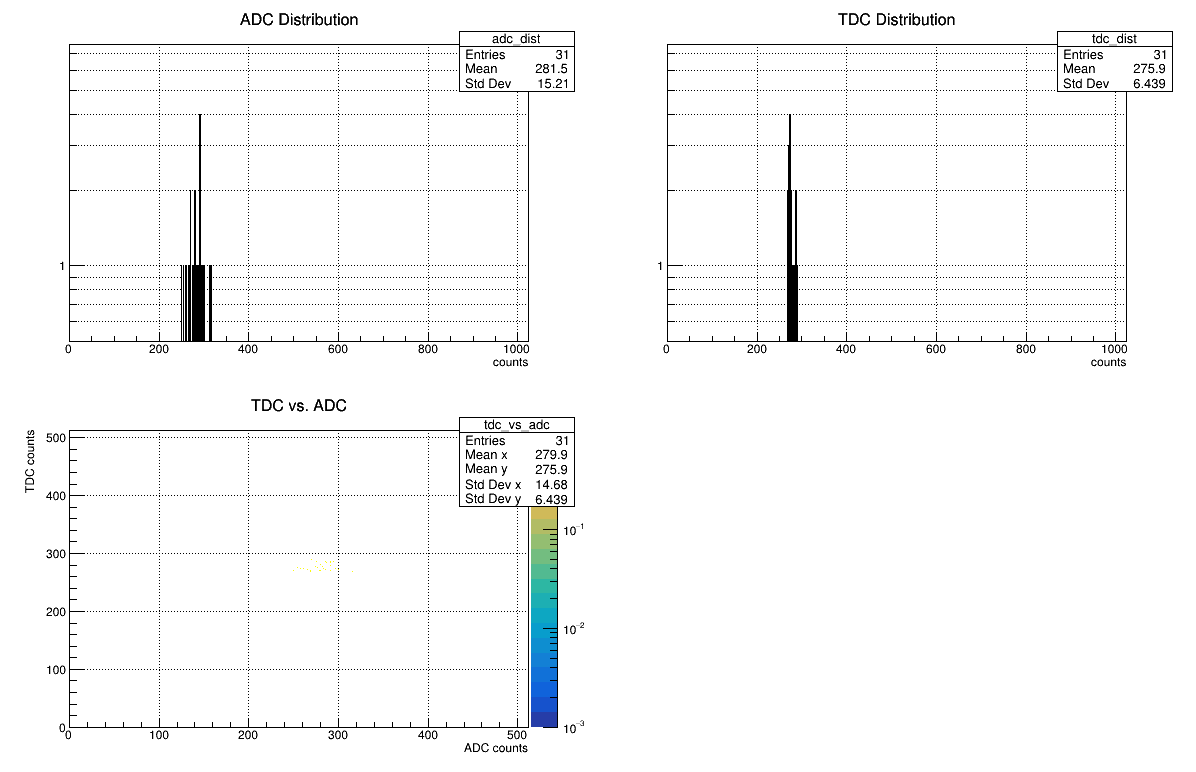 ADC Distribution
adc_dist
Entries 31
Mean 281.5
Std Dev 15.21
1
0 200 400 600 800 1000
counts
TDC Distribution
tdc_dist
Entries 31
Mean 275.9
Std Dev 6.439
1
0 200 400 600 800 1000
counts
TDC vs. ADC
tdc_vs_adc
Entries 31
Mean x 279.9
Mean y 275.9
Std Dev x 14.68
Std Dev y 6.439
TDC counts
500
400
300
200
100
0
0 100 200 300 400 500
ADC counts
10⁻¹
10⁻²
10⁻³